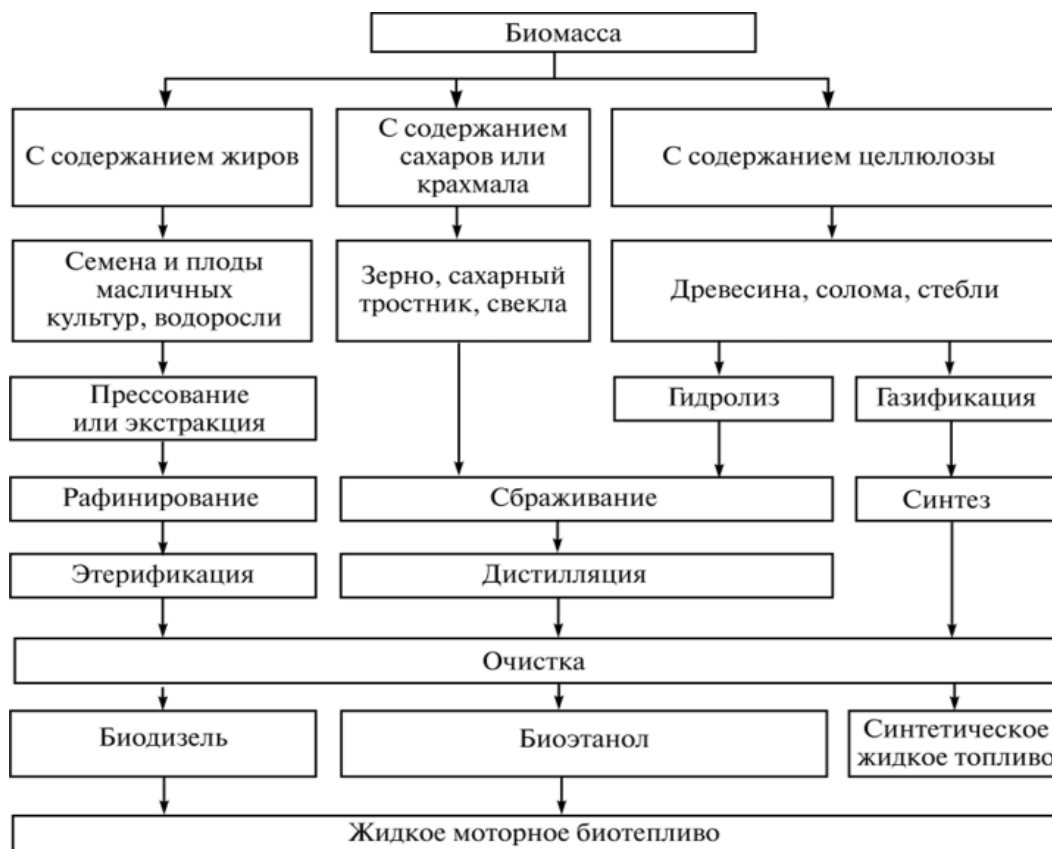 Биомасса
С содержанием жиров
С содержанием
сахаров или
крахмала
С содержанием целлюлозы
Семена и плоды
масличных
культур, водоросли
Зерно, сахарный
тростник, свекла
Древесина, солома, стебли
Прессование
или экстракция
Гидролиз
Газификация
Рафинирование
Сбраживание
Синтез
Этерификация
Дистилляция
Очистка
Биодизель
Биоэтанол
Синтетическое
жидкое топливо
Жидкое моторное биотепливо